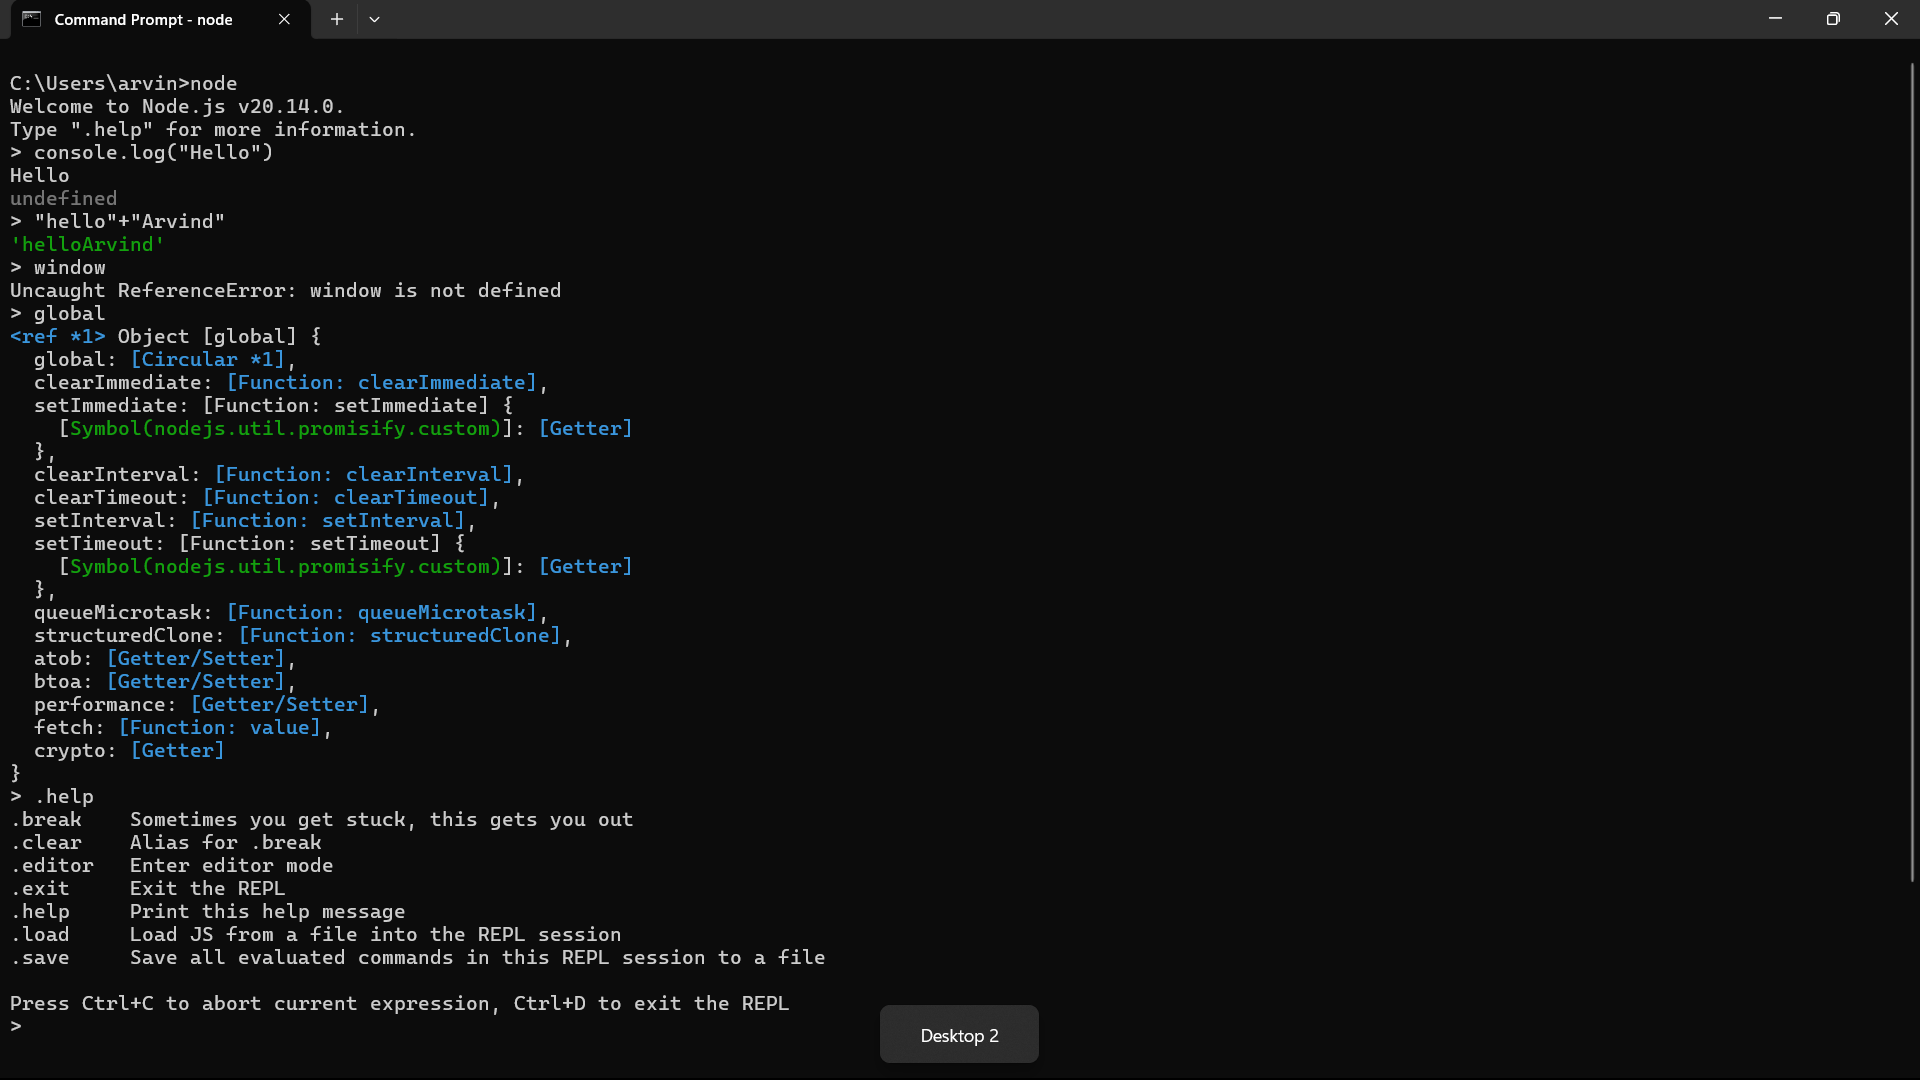 Command Prompt - node
C:\Users\arvin>node
Welcome to Node.js v20.14.0.
Type ".help" for more information.
> console.log("Hello")
Hello
undefined
> "hello"+"Arvind"
'helloArvind'
> window
Uncaught ReferenceError: window is not defined
> global
<ref *1> Object [global] {
  global: [Circular *1],
  clearImmediate: [Function: clearImmediate],
  setImmediate: [Function: setImmediate] {
    [Symbol(nodejs.util.promisify.custom)]: [Getter]
  },
  clearInterval: [Function: clearInterval],
  clearTimeout: [Function: clearTimeout],
  setInterval: [Function: setInterval],
  setTimeout: [Function: setTimeout] {
    [Symbol(nodejs.util.promisify.custom)]: [Getter]
  },
  queueMicrotask: [Function: queueMicrotask],
  structuredClone: [Function: structuredClone],
  atob: [Getter/Setter],
  btoa: [Getter/Setter],
  performance: [Getter/Setter],
  fetch: [Function: value],
  crypto: [Getter]
}
> .help
.break    Sometimes you get stuck, this gets you out
.clear    Alias for .break
.editor   Enter editor mode
.exit     Exit the REPL
.help     Print this help message
.load     Load JS from a file into the REPL session
.save     Save all evaluated commands in this REPL session to a file

Press Ctrl+C to abort current expression, Ctrl+D to exit the REPL
>
Desktop 2